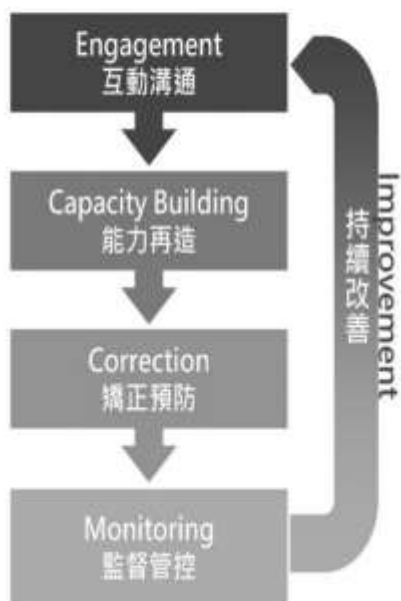 Engagement
互動溝通
Capacity Building
能力再造
Correction
矯正預防
Monitoring
監督管控
Improvement
持續改善